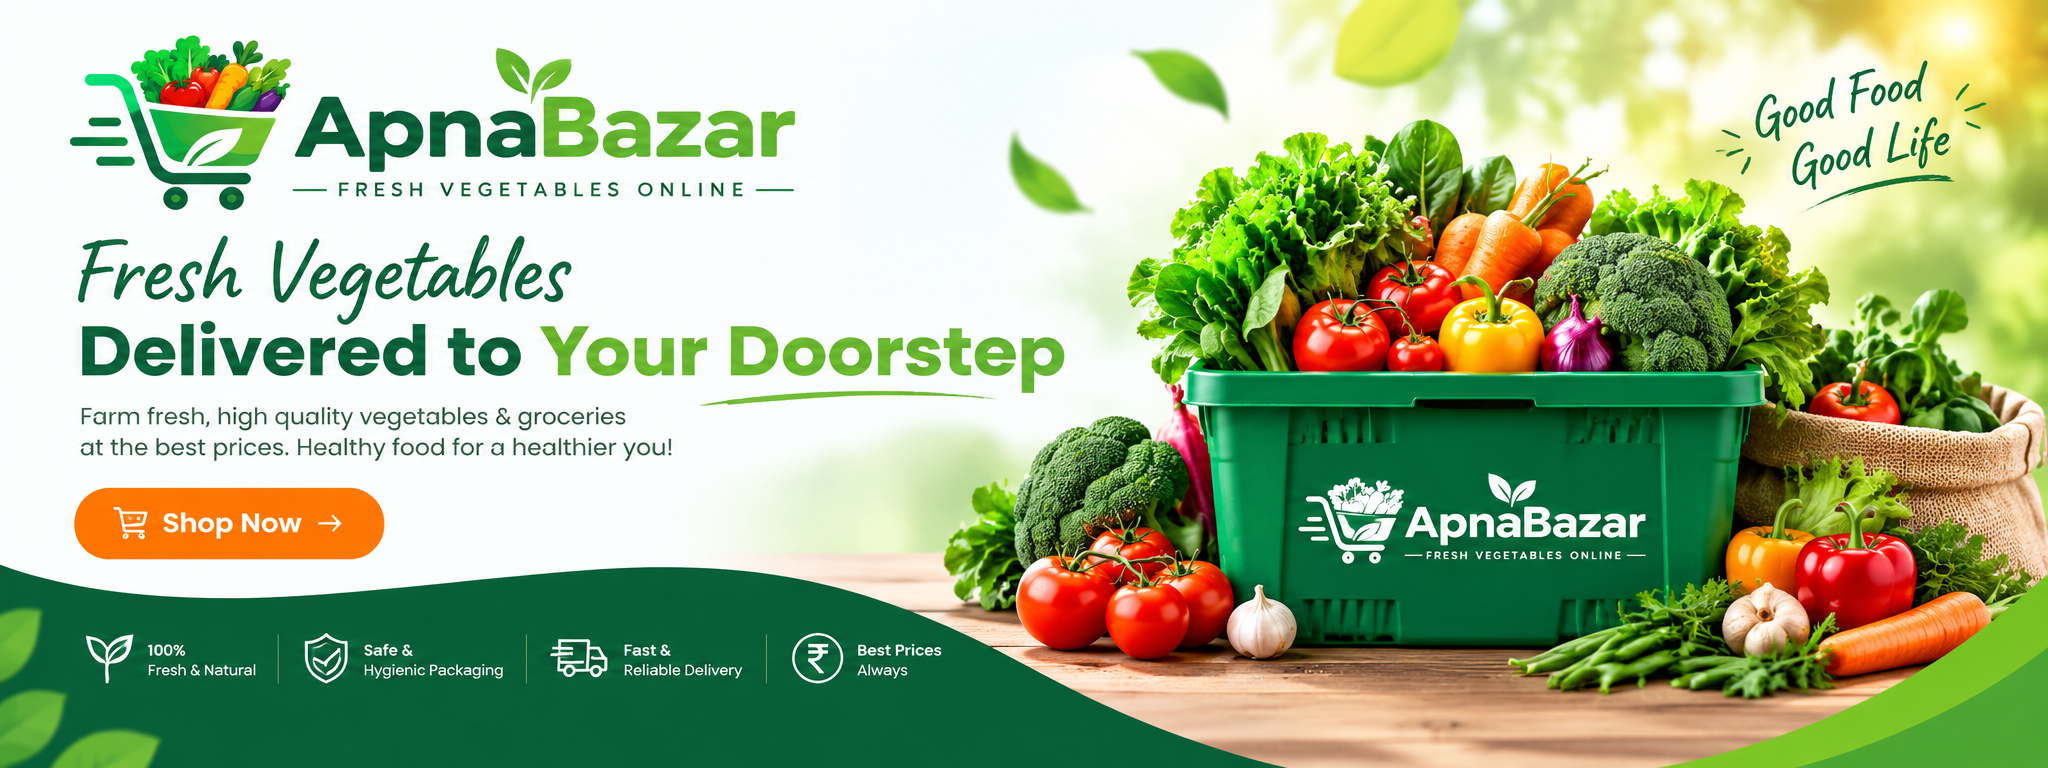 ApnaBazar
FRESH VEGETABLES ONLINE
Fresh Vegetables
Delivered to Your Doorstep
Farm fresh, high quality vegetables & groceries
at the best prices. Healthy food for a healthier you!
Shop Now →
100%
Fresh & Natural
Safe &
Hygienic Packaging
Fast &
Reliable Delivery
₹
Best Prices
Always
Good Food
Good Life
ApnaBazar
FRESH VEGETABLES ONLINE